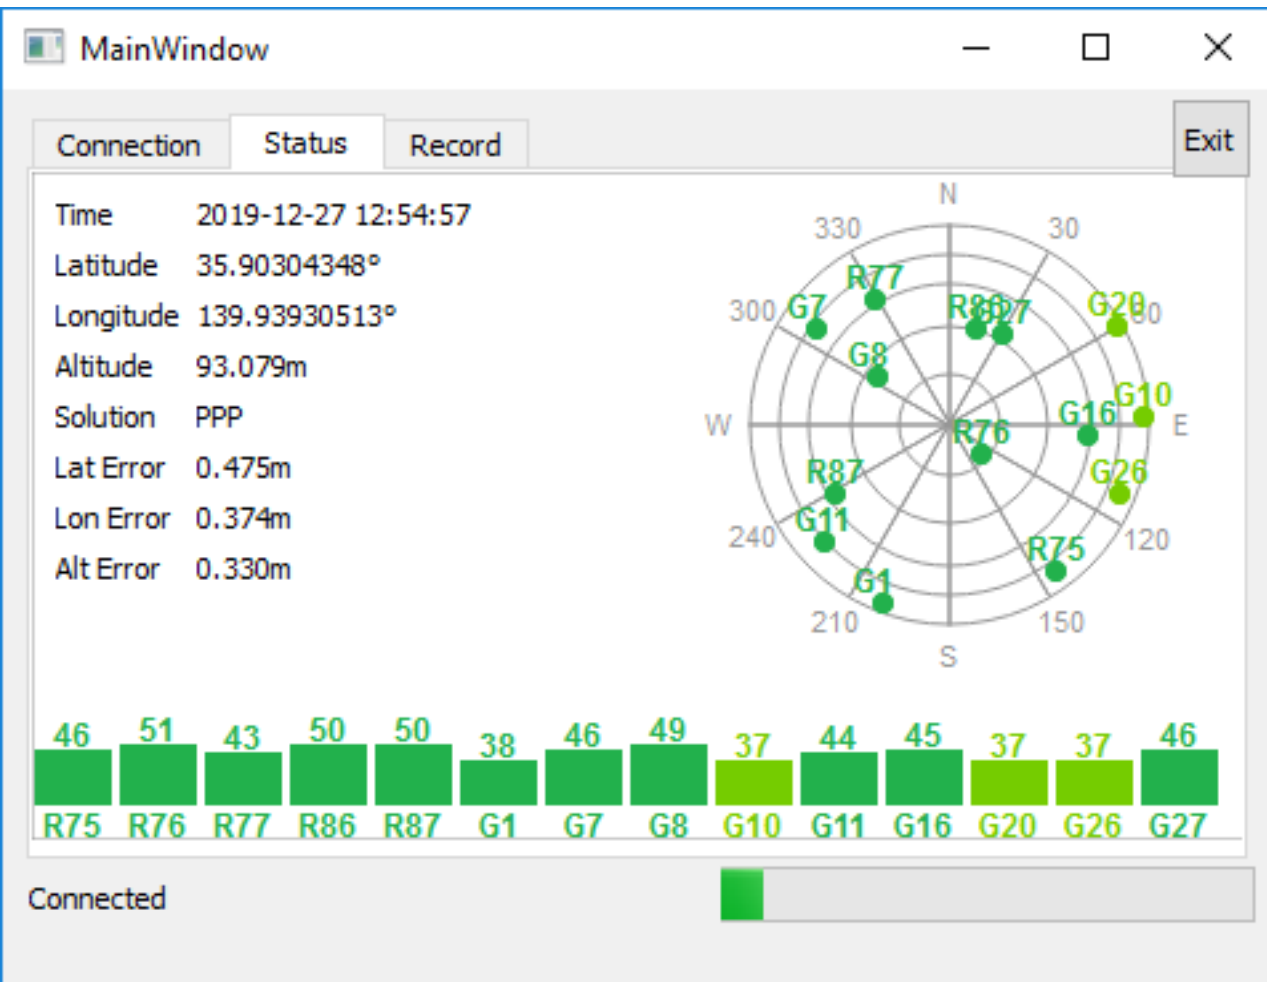 MainWindow
Connection Status Record Exit
Time 2019-12-27 12:54:57
Latitude 35.90304348°
Longitude 139.93930513°
Altitude 93.079m
Solution PPP
Lat Error 0.475m
Lon Error 0.374m
Alt Error 0.330m
N
330 30
R77
G7 R86 G27 G20
300 60
G8
G10
G16
W E
R76
R87 G26
G11
240 120
R75
G1
210 150
S
46 51 43 50 50 38 46 49 37 44 45 37 37 46
R75 R76 R77 R86 R87 G1 G7 G8 G10 G11 G16 G20 G26 G27
Connected